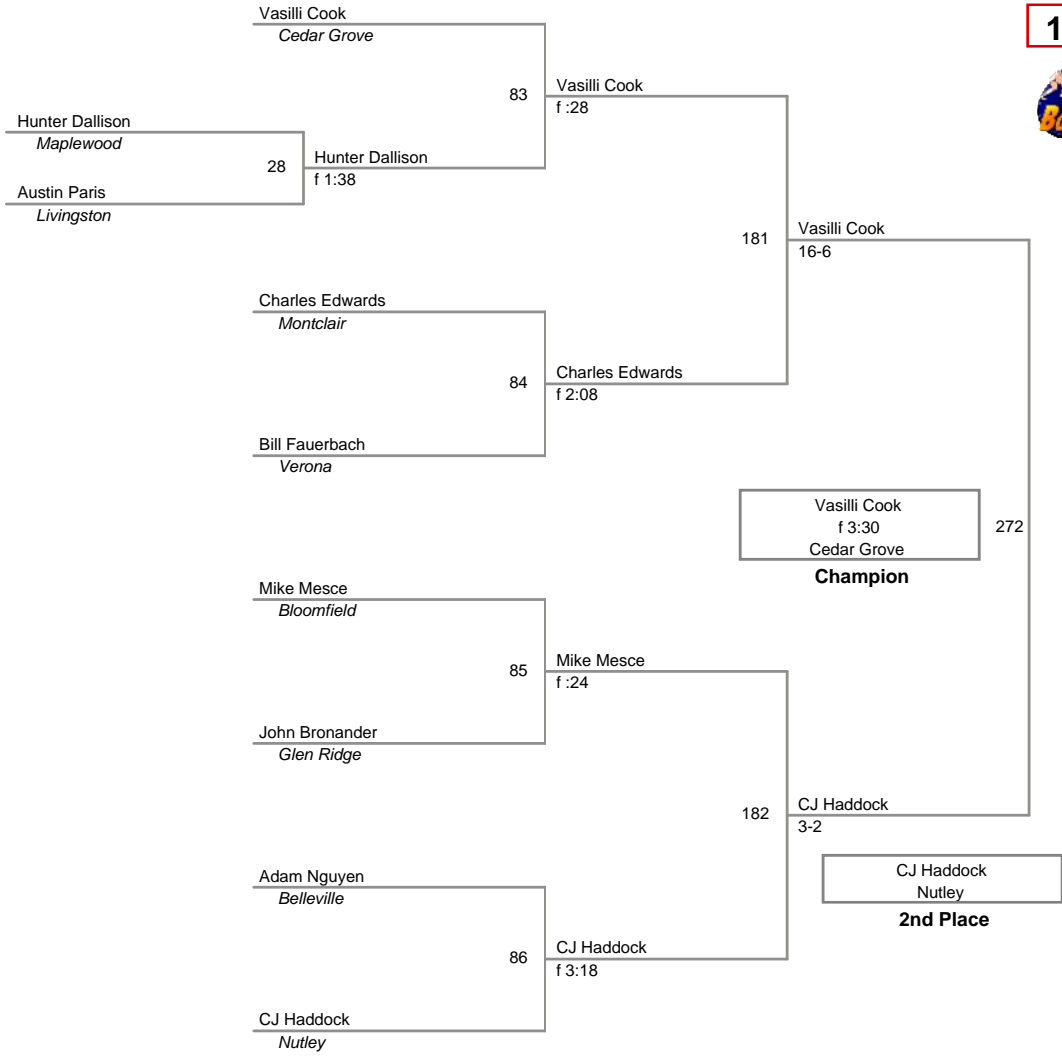 Vasilli Cook
Cedar Grove
1
83
Vasilli Cook
f :28
Hunter Dallison
Maplewood
28
Hunter Dallison
f 1:38
Austin Paris
Livingston
181
Vasilli Cook
16-6
Charles Edwards
Montclair
84
Charles Edwards
f 2:08
Bill Fauerbach
Verona
Vasilli Cook
f 3:30
Cedar Grove
272
Champion
Mike Mesce
Bloomfield
85
Mike Mesce
f :24
John Bronander
Glen Ridge
182
CJ Haddock
3-2
Adam Nguyen
Belleville
CJ Haddock
Nutley
2nd Place
86
CJ Haddock
f 3:18
CJ Haddock
Nutley